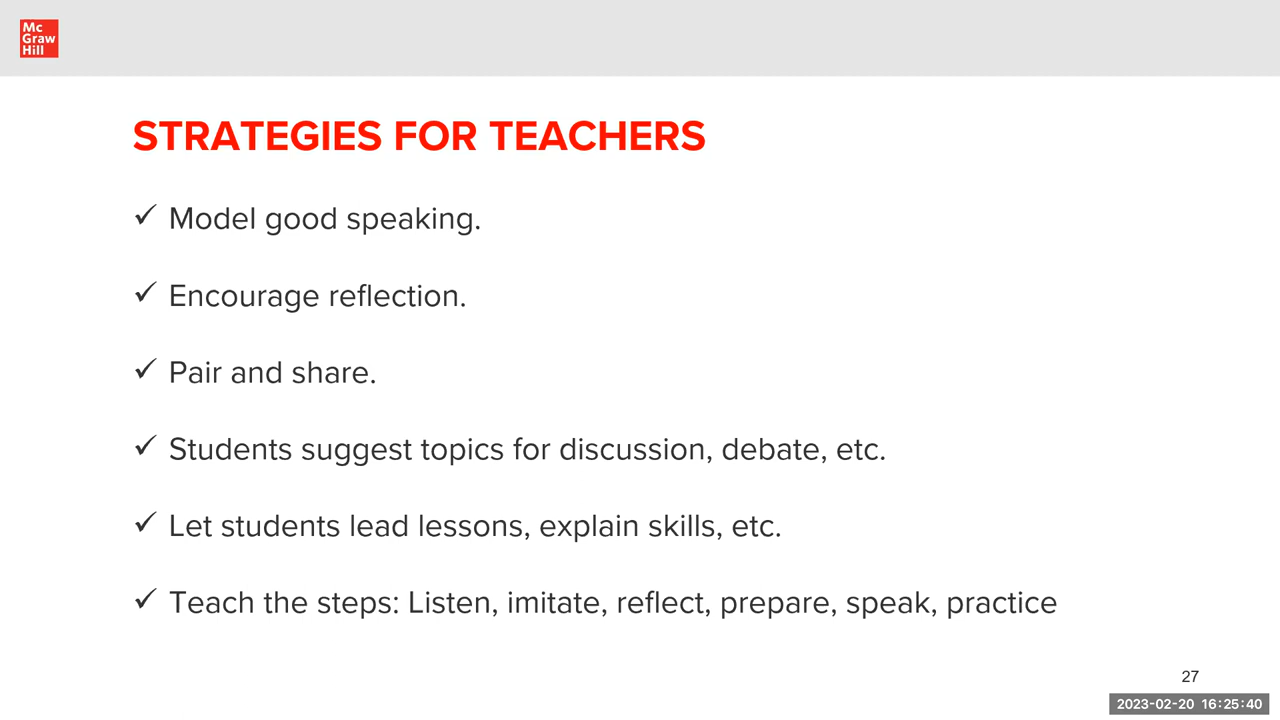 Mc
Graw
Hill
STRATEGIES FOR TEACHERS
✓ Model good speaking.
✓ Encourage reflection.
✓ Pair and share.
✓ Students suggest topics for discussion, debate, etc.
✓ Let students lead lessons, explain skills, etc.
✓ Teach the steps: Listen, imitate, reflect, prepare, speak, practice
27
2023-02-20 16:25:40